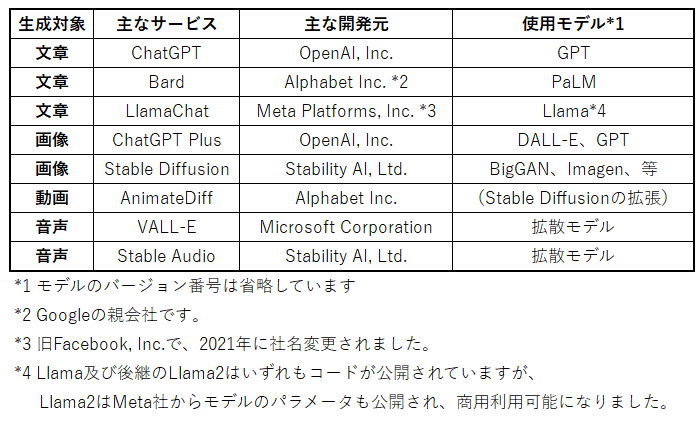 生成対象 主なサービス 主な開発元 使用モデル*1
文章 ChatGPT OpenAI, Inc. GPT
文章 Bard Alphabet Inc. *2 PaLM
文章 LlamaChat Meta Platforms, Inc. *3 Llama*4
画像 ChatGPT Plus OpenAI, Inc. DALL-E、GPT
画像 Stable Diffusion Stability AI, Ltd. BigGAN、Imagen、等
動画 AnimateDiff Alphabet Inc. （Stable Diffusionの拡張）
音声 VALL-E Microsoft Corporation 拡散モデル
音声 Stable Audio Stability AI, Ltd. 拡散モデル
*1 モデルのバージョン番号は省略しています
*2 Googleの親会社です。
*3 旧Facebook, Inc.で、2021年に社名変更されました。
*4 Llama及び後継のLlama2はいずれもコードが公開されていますが、
Llama2はMeta社からモデルのパラメータも公開され、商用利用可能になりました。